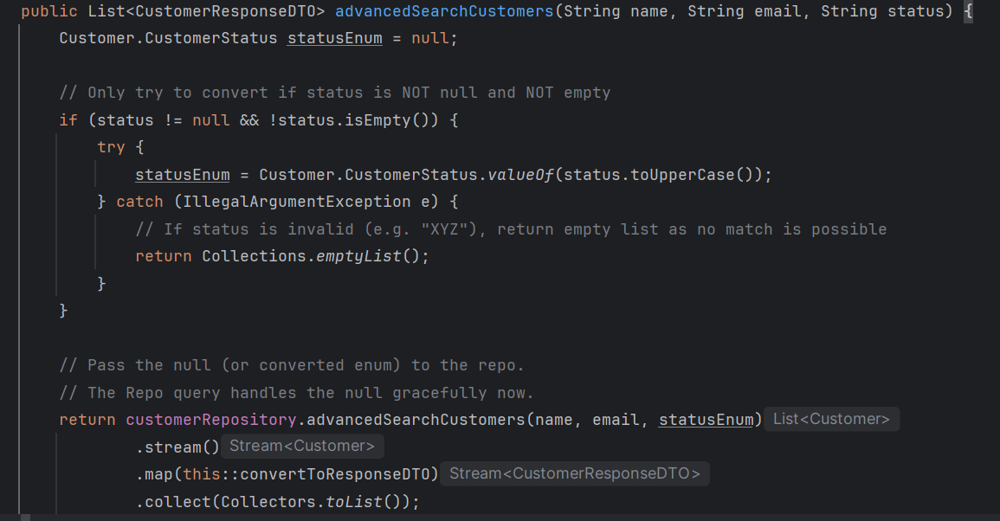 public List<CustomerResponseDTO> advancedSearchCustomers(String name, String email, String status) {
Customer.CustomerStatus statusEnum = null;
// Only try to convert if status is NOT null and NOT empty
if (status != null && !status.isEmpty()) {
try {
statusEnum = Customer.CustomerStatus.valueOf(status.toUpperCase());
} catch (IllegalArgumentException e) {
// If status is invalid (e.g. "XYZ"), return empty list as no match is possible
return Collections.emptyList();
}
}
// Pass the null (or converted enum) to the repo.
// The Repo query handles the null gracefully now.
return customerRepository.advancedSearchCustomers(name, email, statusEnum) List<Customer>
.stream() Stream<Customer>
.map(this::convertToResponseDTO) Stream<CustomerResponseDTO>
.collect(Collectors.toList());